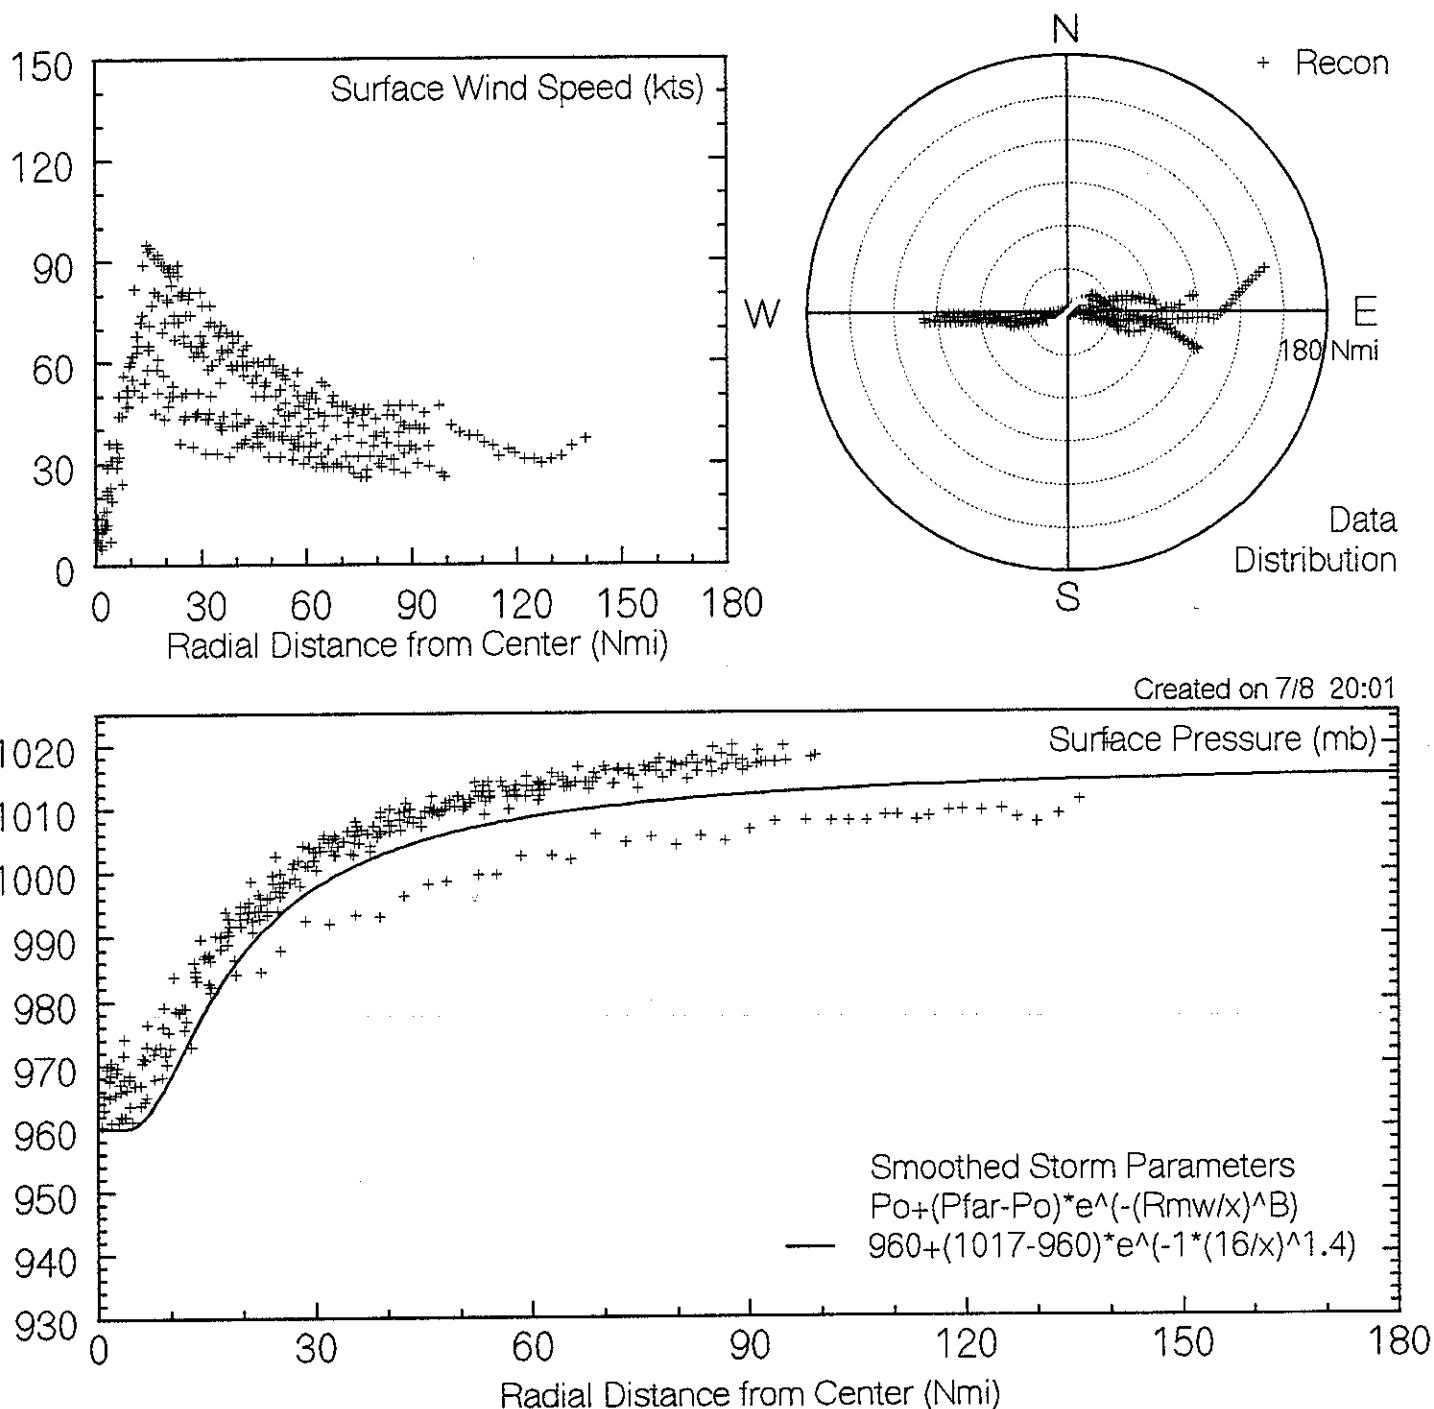 Surface Wind Speed (kts)
150
120
90
60
30
0
0 30 60 90 120 150 180
Radial Distance from Center (Nmi)
N
+ Recon
W
E
180 Nmi
S
Data
Distribution
Created on 7/8 20:01
Surface Pressure (mb)
1020
1010
1000
990
980
970
960
950
940
930
Smoothed Storm Parameters
Po+(Pfar-Po)*e^(-(Rmw/x)^B)
960+(1017-960)*e^(-1*(16/x)^1.4)
0 30 60 90 120 150 180
Radial Distance from Center (Nmi)